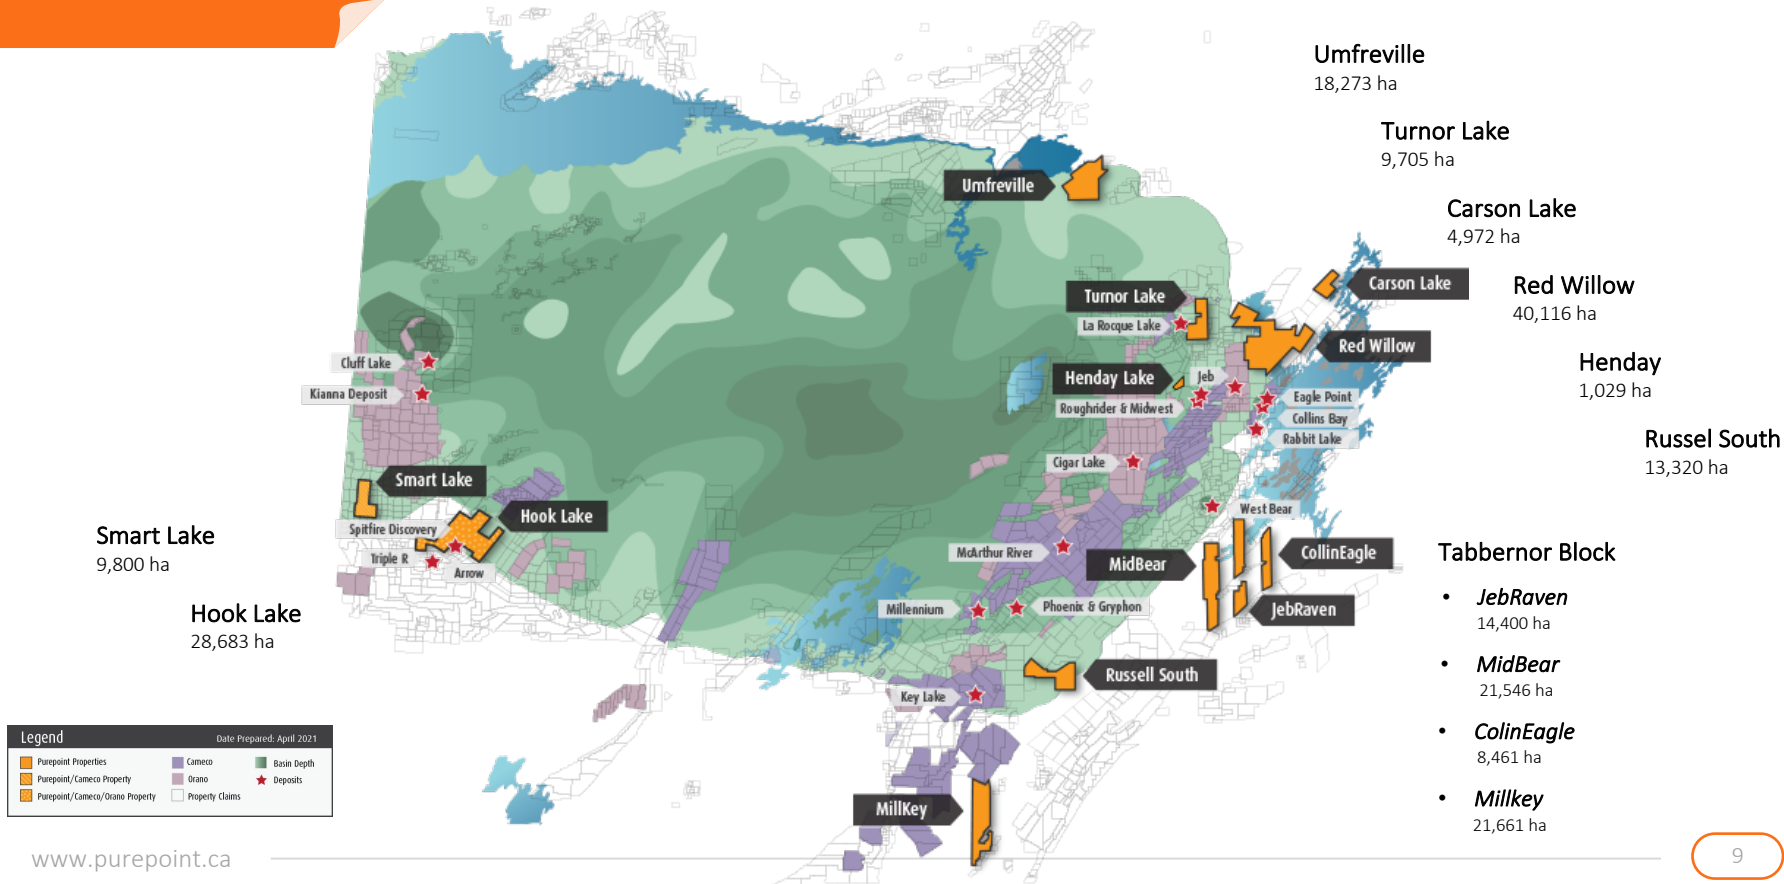 Umfreville
18,273 ha
Turnor Lake
9,705 ha
Carson Lake
4,972 ha
Red Willow
40,116 ha
Henday
1,029 ha
Russel South
13,320 ha
Umfreville
Carson Lake
Turnor Lake
La Rocque Lake
Red Willow
Cluff Lake
Kianna Deposit
Henday Lake
Jeb
Roughrider & Midwest
Eagle Point
Collins Bay
Rabbit Lake
Cigar Lake
Smart Lake
Hook Lake
Spitfire Discovery
Triple R
Arrow
West Bear
McArthur River
MidBear
CollinEagle
JebRaven
Millennium
Phoenix & Gryphon
Russell South
Key Lake
MillKey
Smart Lake
9,800 ha
Hook Lake
28,683 ha
Tabbernor Block
• JebRaven
14,400 ha
• MidBear
21,546 ha
• ColinEagle
8,461 ha
• Millkey
21,661 ha
Legend
Date Prepared: April 2021
Purepoint Properties
Purepoint/Cameco Property
Purepoint/Cameco/Orano Property
Cameco
Orano
Property Claims
Basin Depth
Deposits
www.purepoint.ca
9